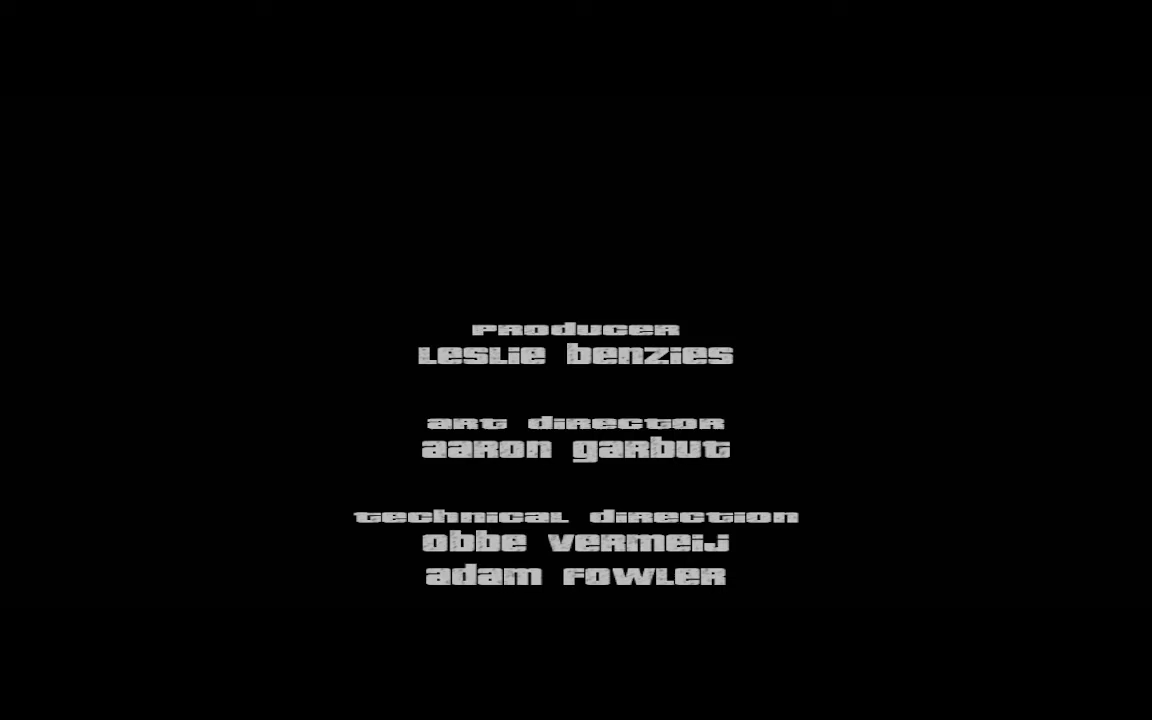 PRODUCER
LESLIE BENZIES
ART DIRECTOR
AARON GARBUT
TECHNICAL DIRECTION
OBBE VERMEIJ
ADAM FOWLER